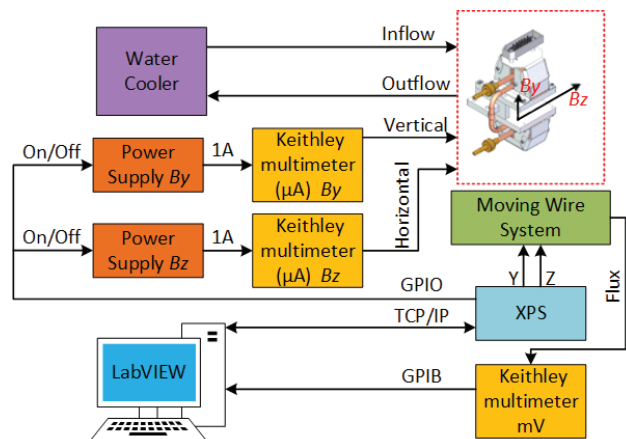 Water
Cooler
Inflow
Outflow
By
Bz
Vertical
On/Off
Power
Supply By
1A
Keithley
multimeter
(µA) By
Horizontal
On/Off
Power
Supply Bz
1A
Keithley
multimeter
(µA) Bz
Moving Wire
System
Flux
Y
Z
GPIO
XPS
TCP/IP
LabVIEW
GPIB
Keithley
multimeter
mV